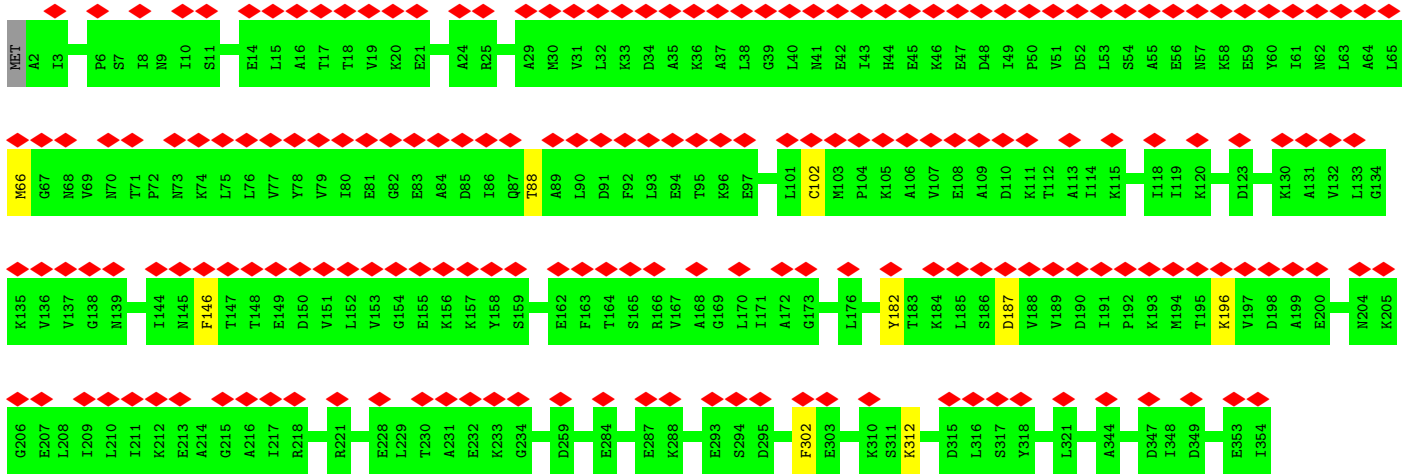 MET A2 I3 P6 S7 I8 N9 I10 S11 E14 L15 A16 T17 T18 V19 K20 E21 A24 R25 A29 M30 V31 L32 K33 D34 A35 K36 A37 L38 G39 L40 N41 E42 I43 H44 E45 K46 E47 D48 I49 P50 V51 D52 L53 S54 A55 E56 N57 K58 E59 Y60 I61 N62 L63 A64 L65
M66 G67 N68 V69 N70 T71 P72 N73 K74 L75 L76 V77 Y78 V79 I80 E81 G82 E83 A84 D85 I86 Q87 T88 A89 L90 D91 F92 L93 E94 T95 K96 E97 L101 C102 M103 P104 K105 A106 V107 E108 A109 D110 K111 T112 A113 I114 K115 I118 I119 K120 D123 K130 A131 V132 L133 G134
K135 V136 V137 G138 N139 I144 N145 F146 T147 T148 E149 D150 V151 L152 V153 G154 E155 K156 K157 Y158 S159 E162 F163 T164 S165 R166 V167 A168 G169 L170 I171 A172 G173 L176 Y182 T183 K184 L185 S186 D187 V188 V189 D190 I191 P192 K193 M194 T195 K196 V197 D198 A199 E200 N204 K205
G206 E207 L208 I209 L210 I211 K212 E213 A214 G215 A216 I217 R218 R221 E228 L229 T230 A231 E232 K233 G234 D259 E284 E287 K288 E293 S294 D295 F302 E303 K310 S311 K312 D315 L316 S317 Y318 L321 A344 D347 I348 D349 E353 I354